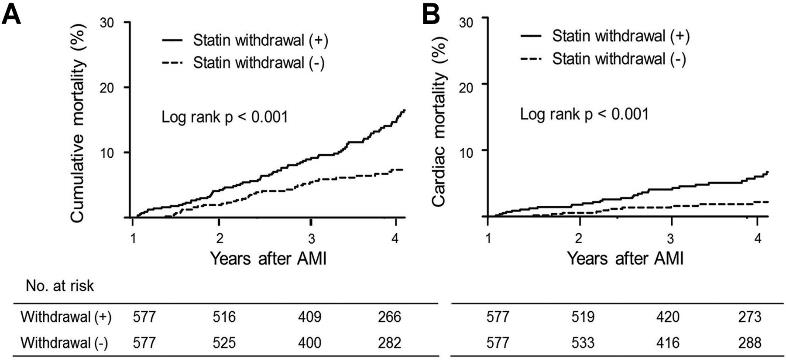 A
Cumulative mortality (%)
30
20
10
Statin withdrawal (+)
Statin withdrawal (-)
Log rank p < 0.001
1 2 3 4
Years after AMI
B
Cardiac mortality (%)
30
20
10
Statin withdrawal (+)
Statin withdrawal (-)
Log rank p < 0.001
1 2 3 4
Years after AMI
No. at risk
Withdrawal (+) 577 516 409 266 577 519 420 273
Withdrawal (-) 577 525 400 282 577 533 416 288